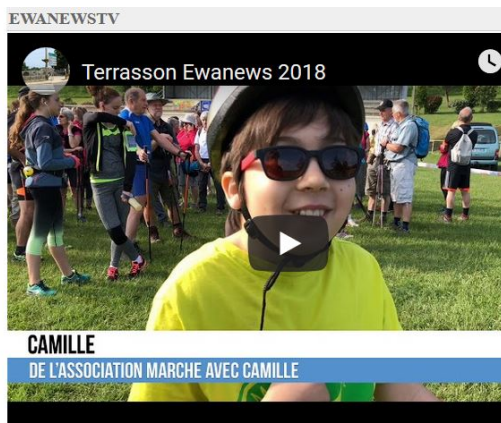 EWANEWSTV
Terrasson Ewanews 2018
CAMILLE
DE L'ASSOCIATION MARCHE AVEC CAMILLE